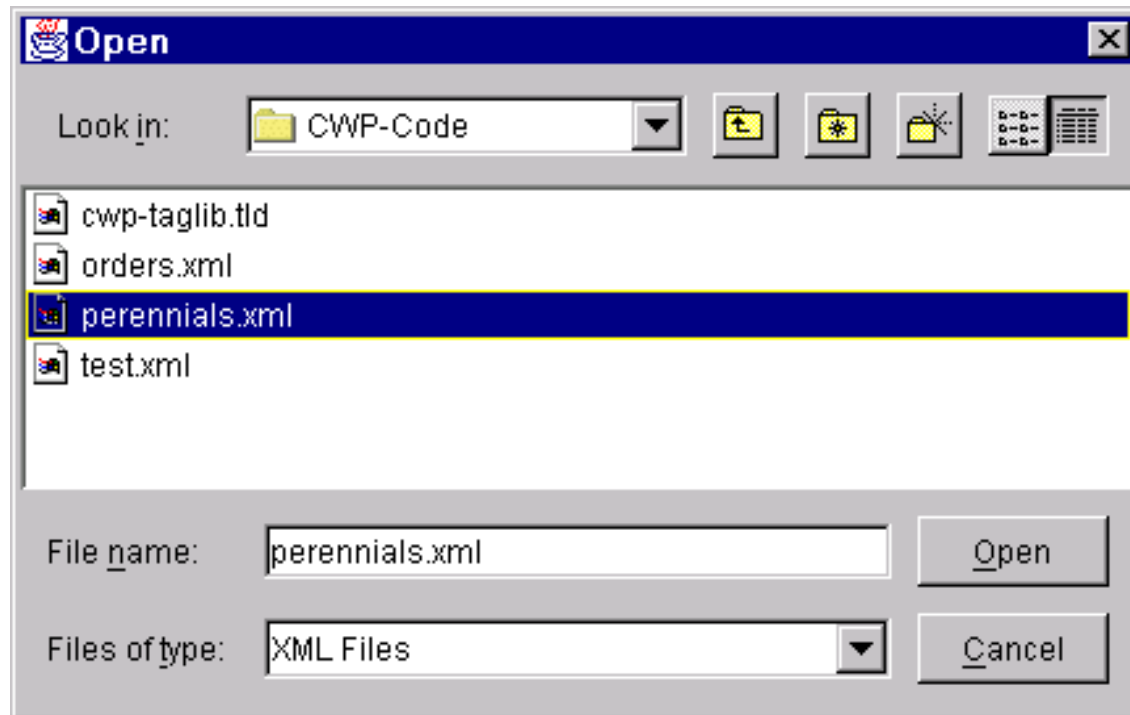 Open
Look in: CWP-Code
cwp-taglib.tld
orders.xml
perennials.xml
test.xml
File name: perennials.xml Open
Files of type: XML Files Cancel